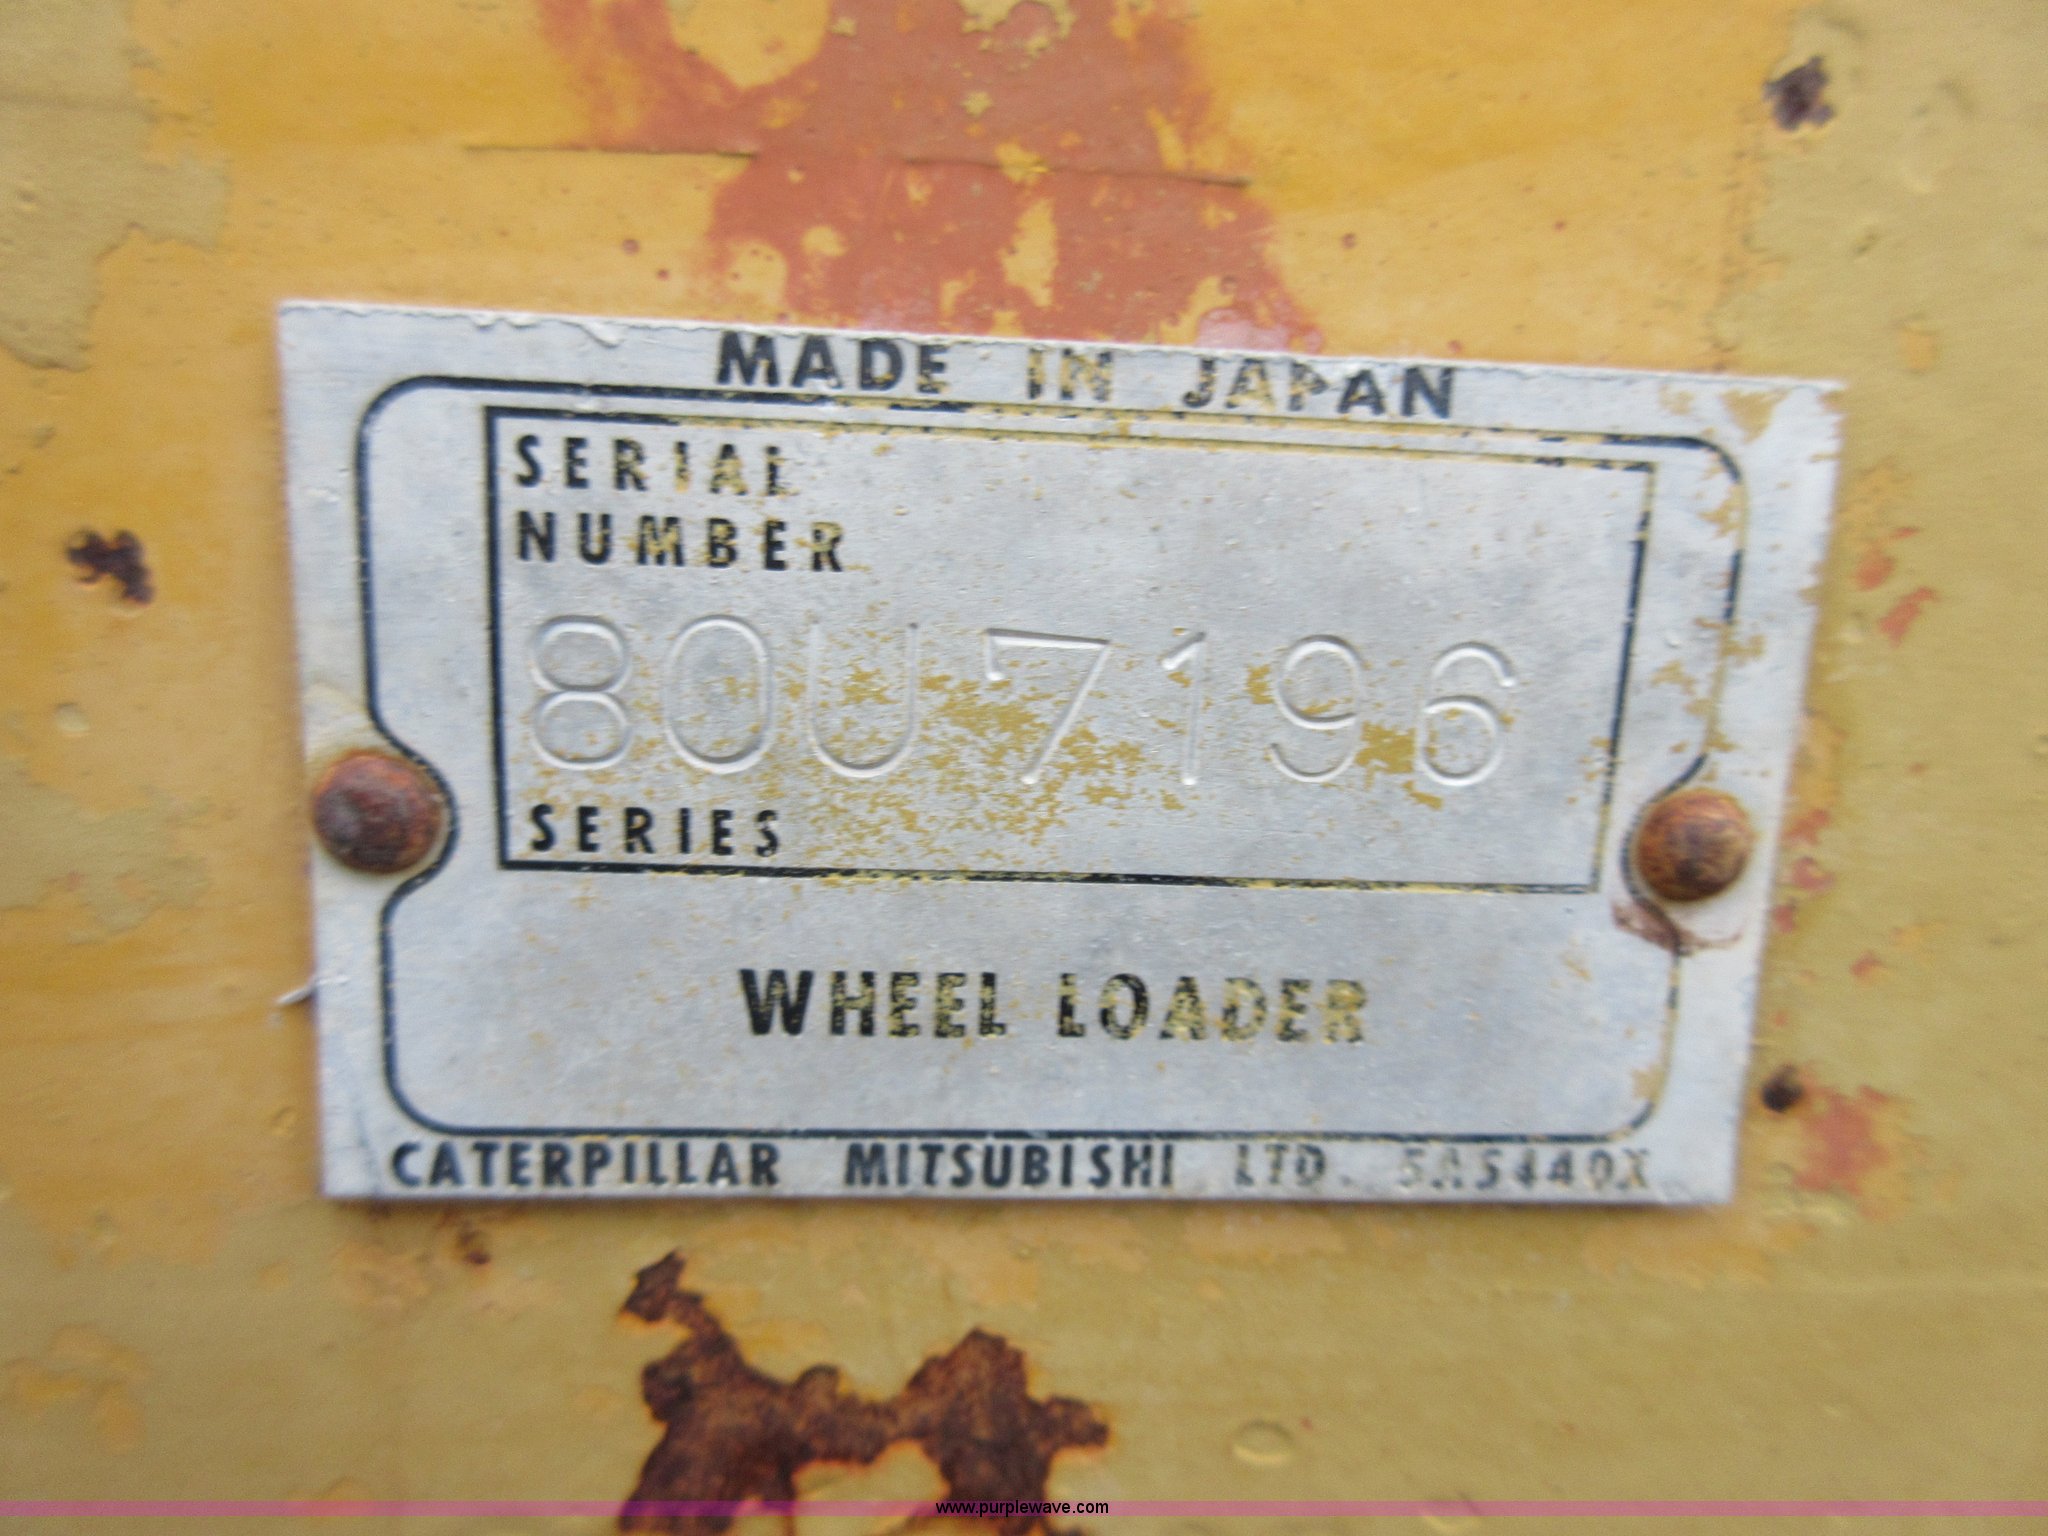 MADE IN JAPAN
SERIAL
NUMBER
80U7196
SERIES
WHEEL LOADER
CATERPILLAR MITSUBISHI LTD. 5A5440X
www.purplewave.com